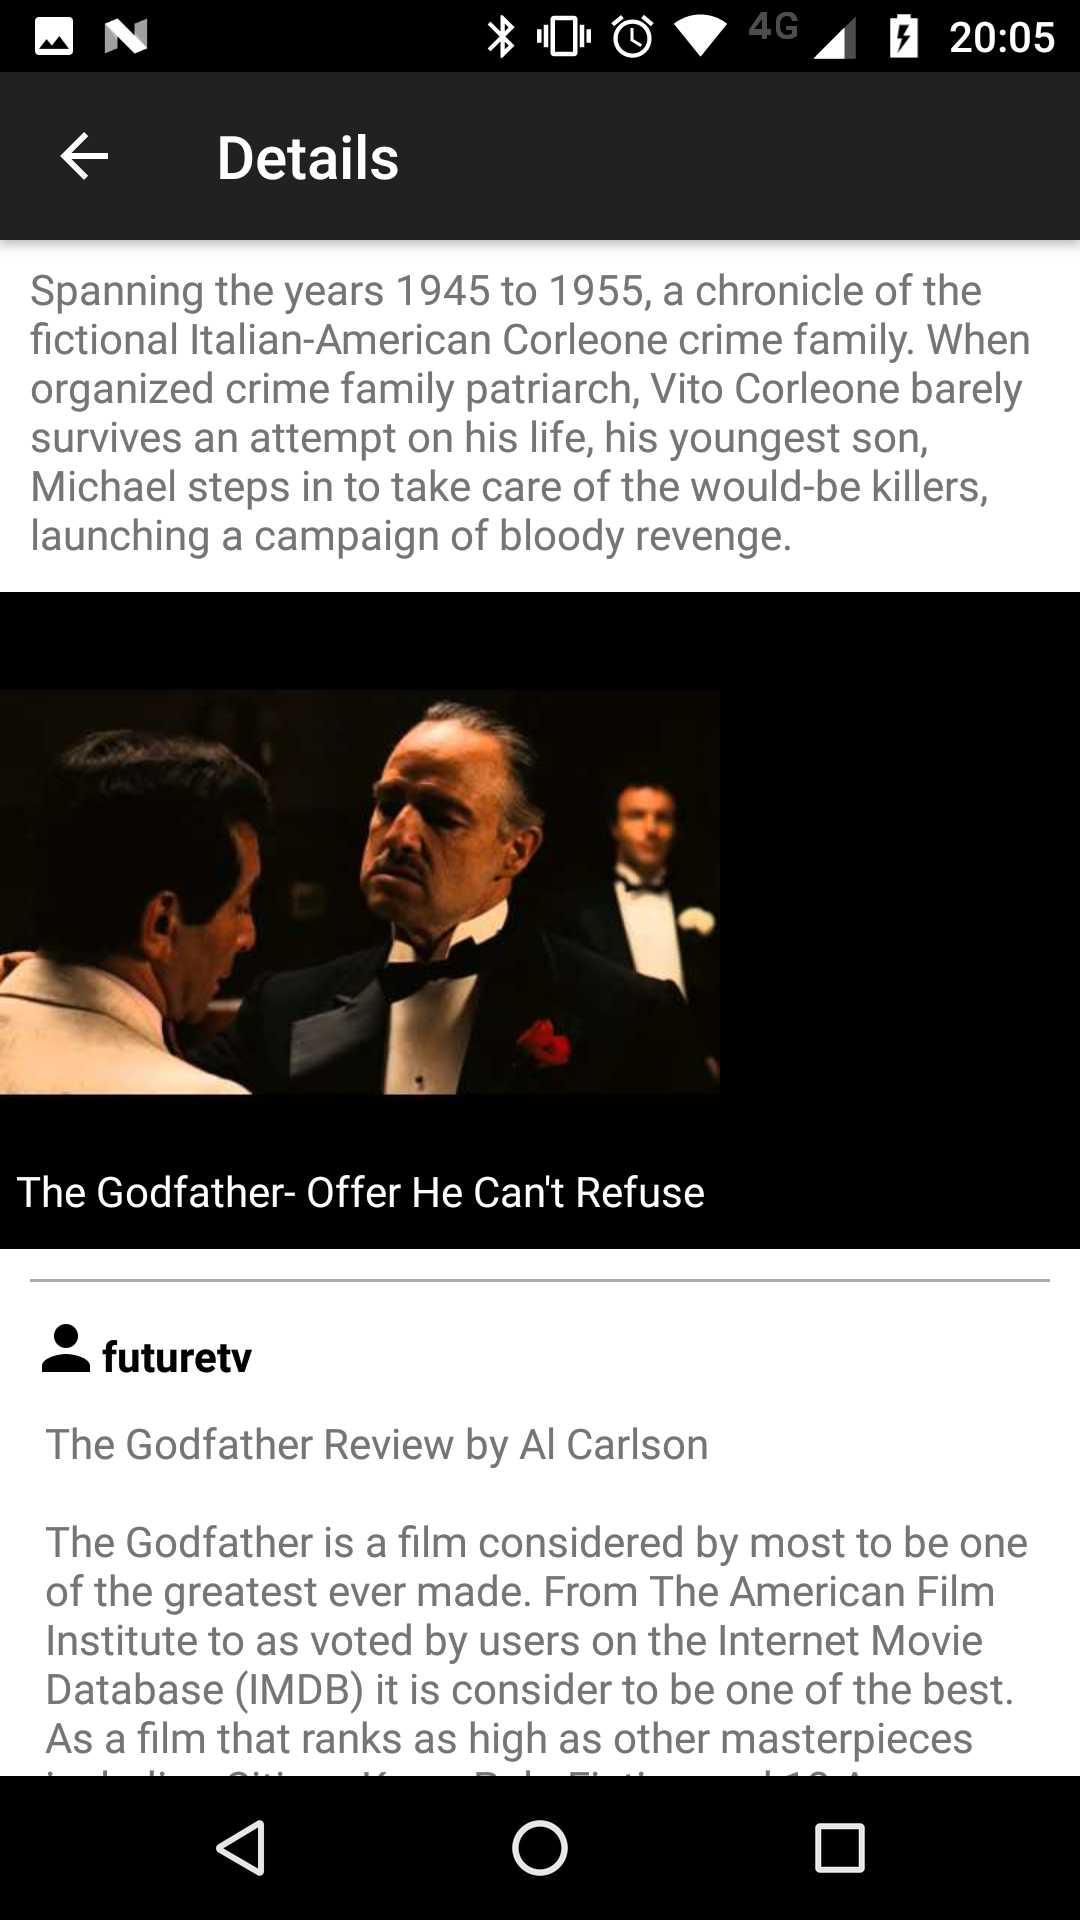 4G 20:05
Details
Spanning the years 1945 to 1955, a chronicle of the
fictional Italian-American Corleone crime family. When
organized crime family patriarch, Vito Corleone barely
survives an attempt on his life, his youngest son,
Michael steps in to take care of the would-be killers,
launching a campaign of bloody revenge.
The Godfather- Offer He Can't Refuse
futuretv
The Godfather Review by Al Carlson
The Godfather is a film considered by most to be one
of the greatest ever made. From The American Film
Institute to as voted by users on the Internet Movie
Database (IMDB) it is consider to be one of the best.
As a film that ranks as high as other masterpieces